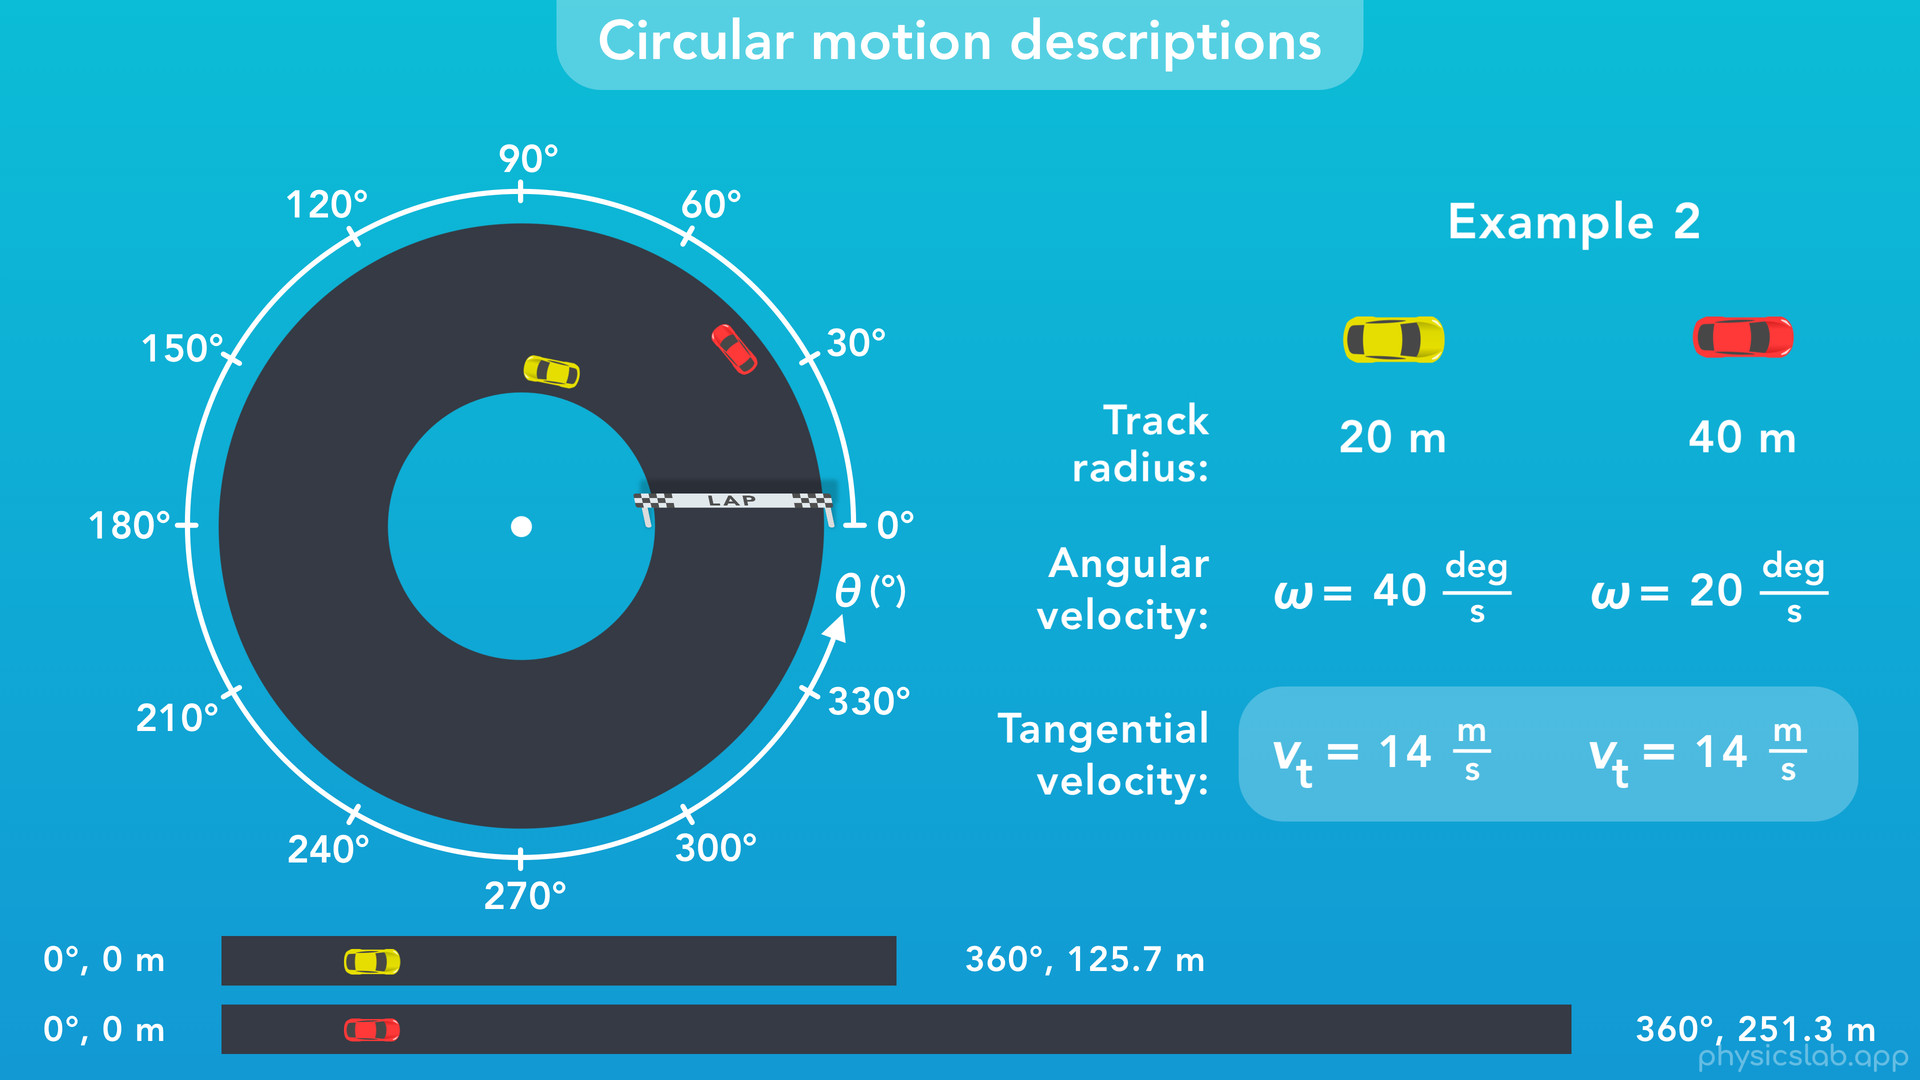 Circular motion descriptions
90°
120°
60°
150°
30°
180°
0°
LAP
θ (°)
210°
330°
240°
300°
270°
Example 2
Track
radius:
20 m
40 m
Angular
velocity:
ω = 40 deg/s
ω = 20 deg/s
Tangential
velocity:
vt = 14 m/s
vt = 14 m/s
0°, 0 m
360°, 125.7 m
0°, 0 m
360°, 251.3 m
physicslab.app